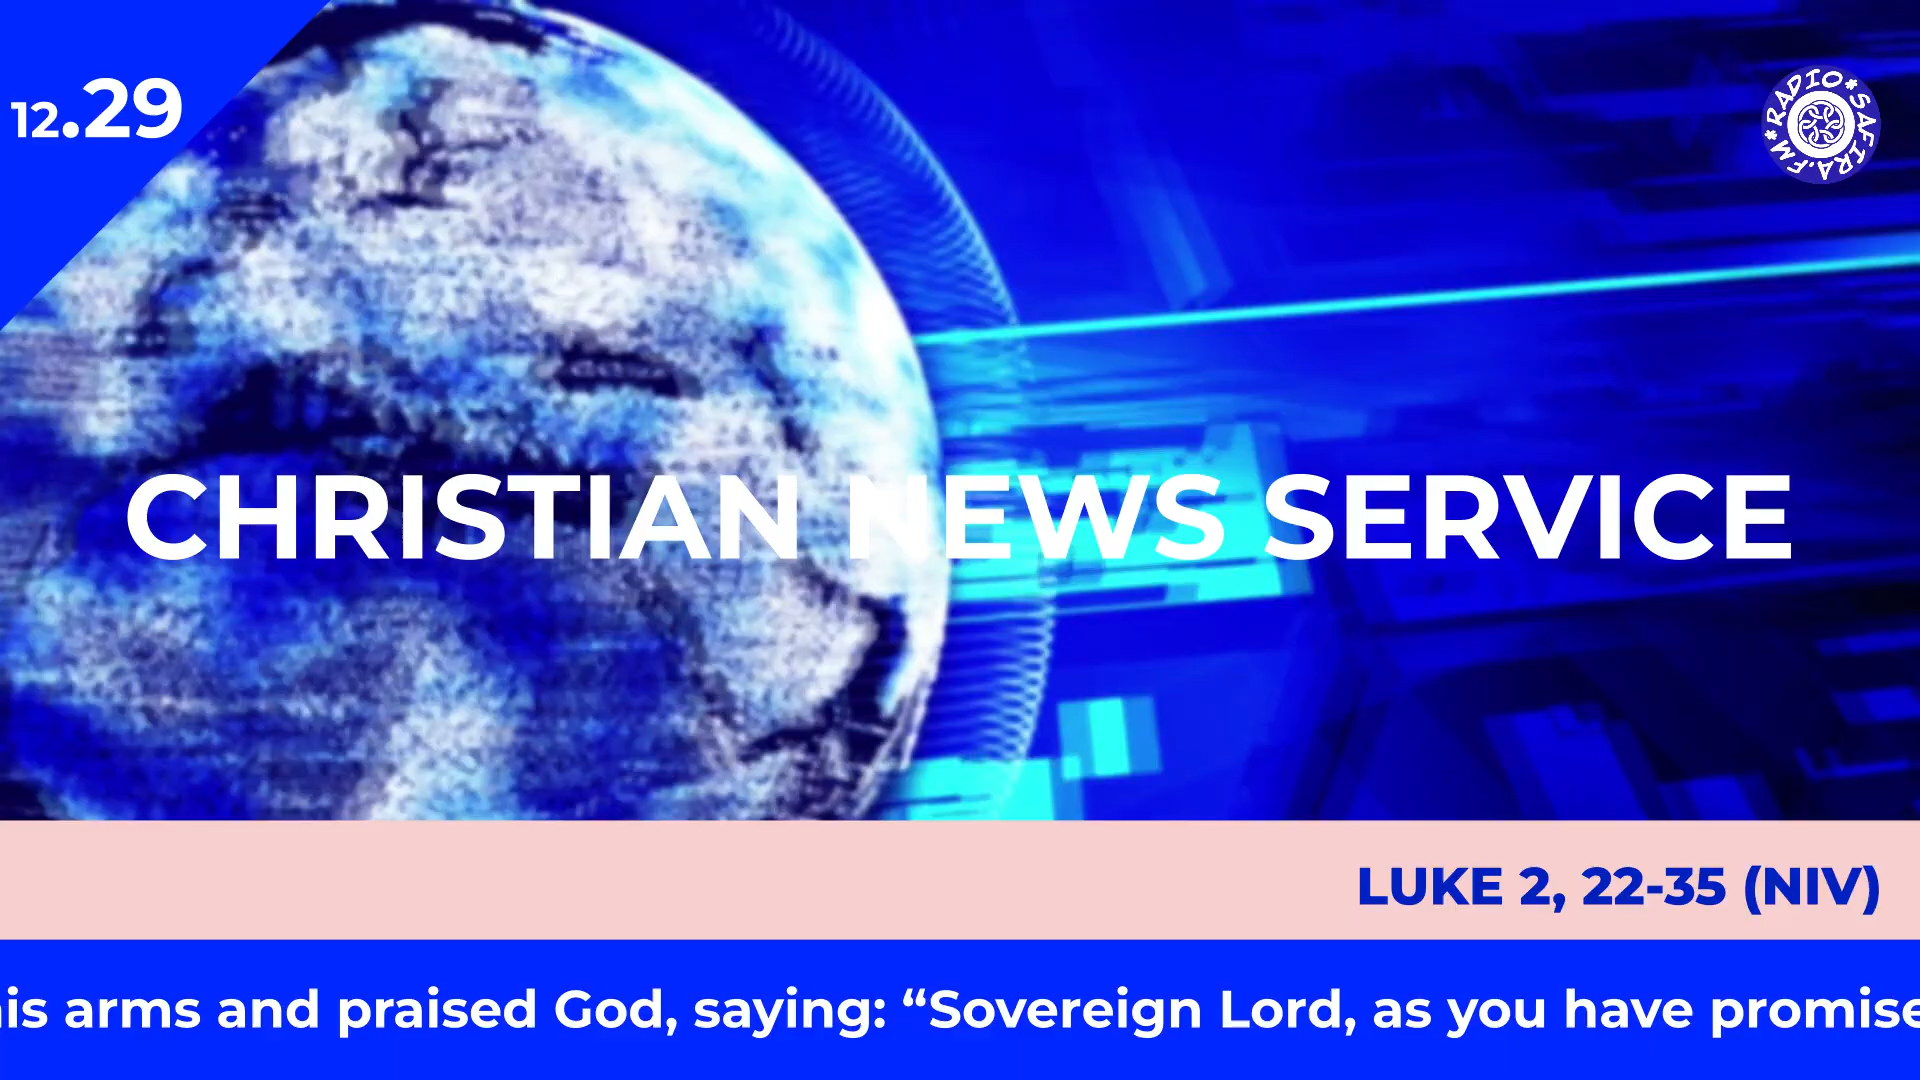 12.29
RADIO*SAFIRA.FM*
CHRISTIAN NEWS SERVICE
LUKE 2, 22-35 (NIV)
is arms and praised God, saying: “Sovereign Lord, as you have promise